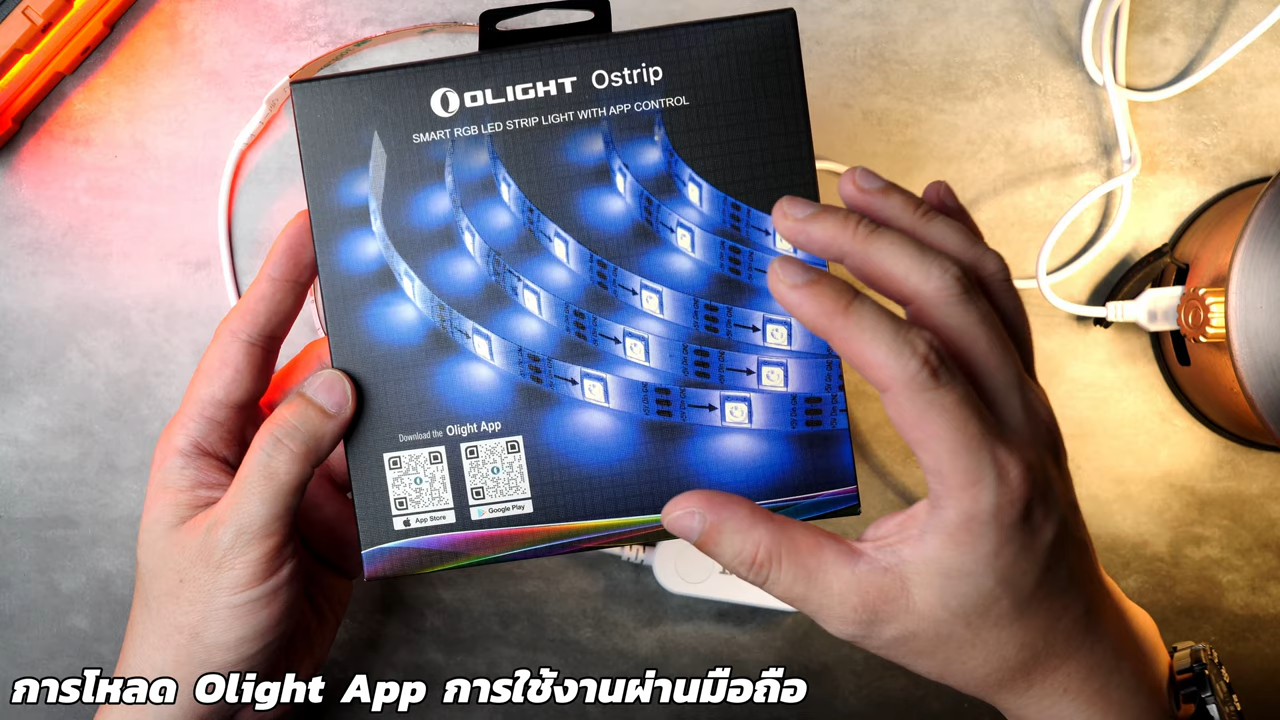 OLIGHT Ostrip
SMART RGB LED STRIP LIGHT WITH APP CONTROL
Download the Olight App
App Store
Google Play
การโหลด Olight App การใช้งานผ่านมือถือ